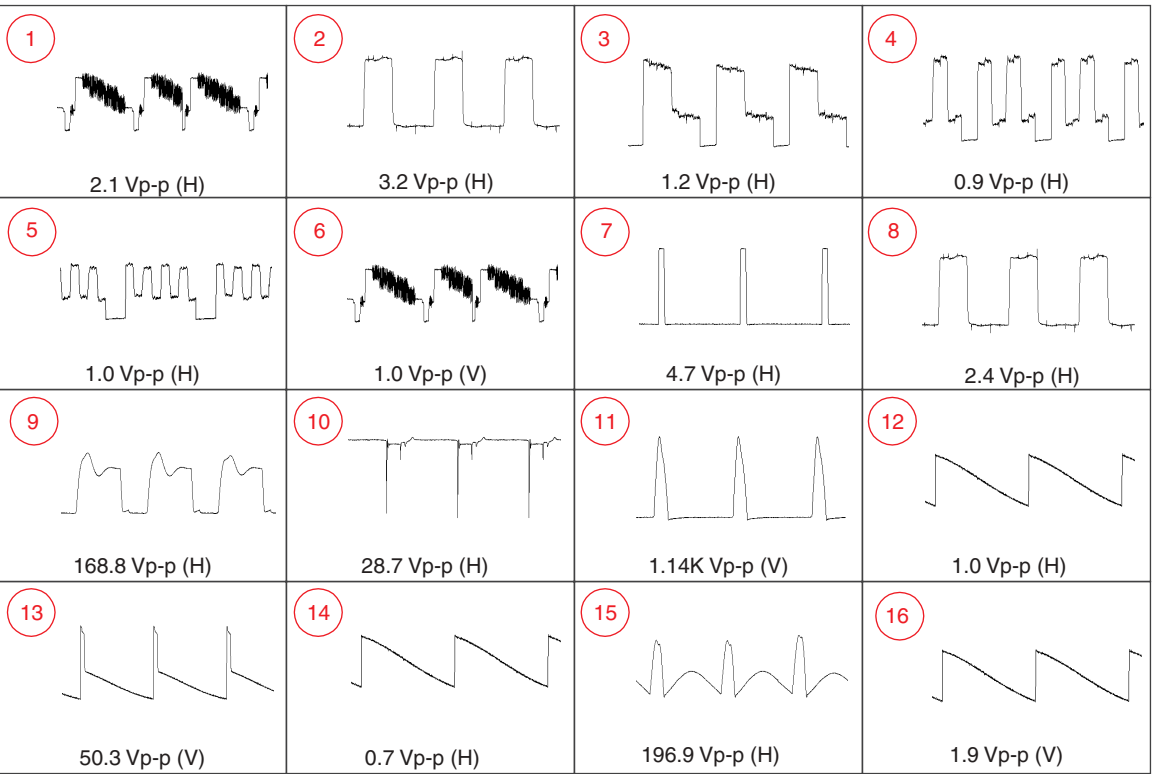 1
2
3
4
2.1 Vp-p (H)
3.2 Vp-p (H)
1.2 Vp-p (H)
0.9 Vp-p (H)
5
6
7
8
1.0 Vp-p (H)
1.0 Vp-p (V)
4.7 Vp-p (H)
2.4 Vp-p (H)
9
10
11
12
168.8 Vp-p (H)
28.7 Vp-p (H)
1.14K Vp-p (V)
1.0 Vp-p (H)
13
14
15
16
50.3 Vp-p (V)
0.7 Vp-p (H)
196.9 Vp-p (H)
1.9 Vp-p (V)